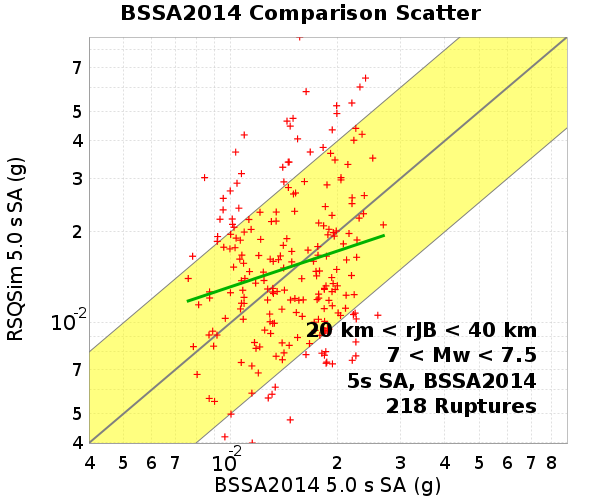 BSSA2014 Comparison Scatter
RSQSim 5.0 s SA (g)
7
5
4
3
2
10-2
7
5
4
20 km < rJB < 40 km
7 < Mw < 7.5
5s SA, BSSA2014
218 Ruptures
4 5 6 7 10-2 2 3 4 5 6 7 8
BSSA2014 5.0 s SA (g)